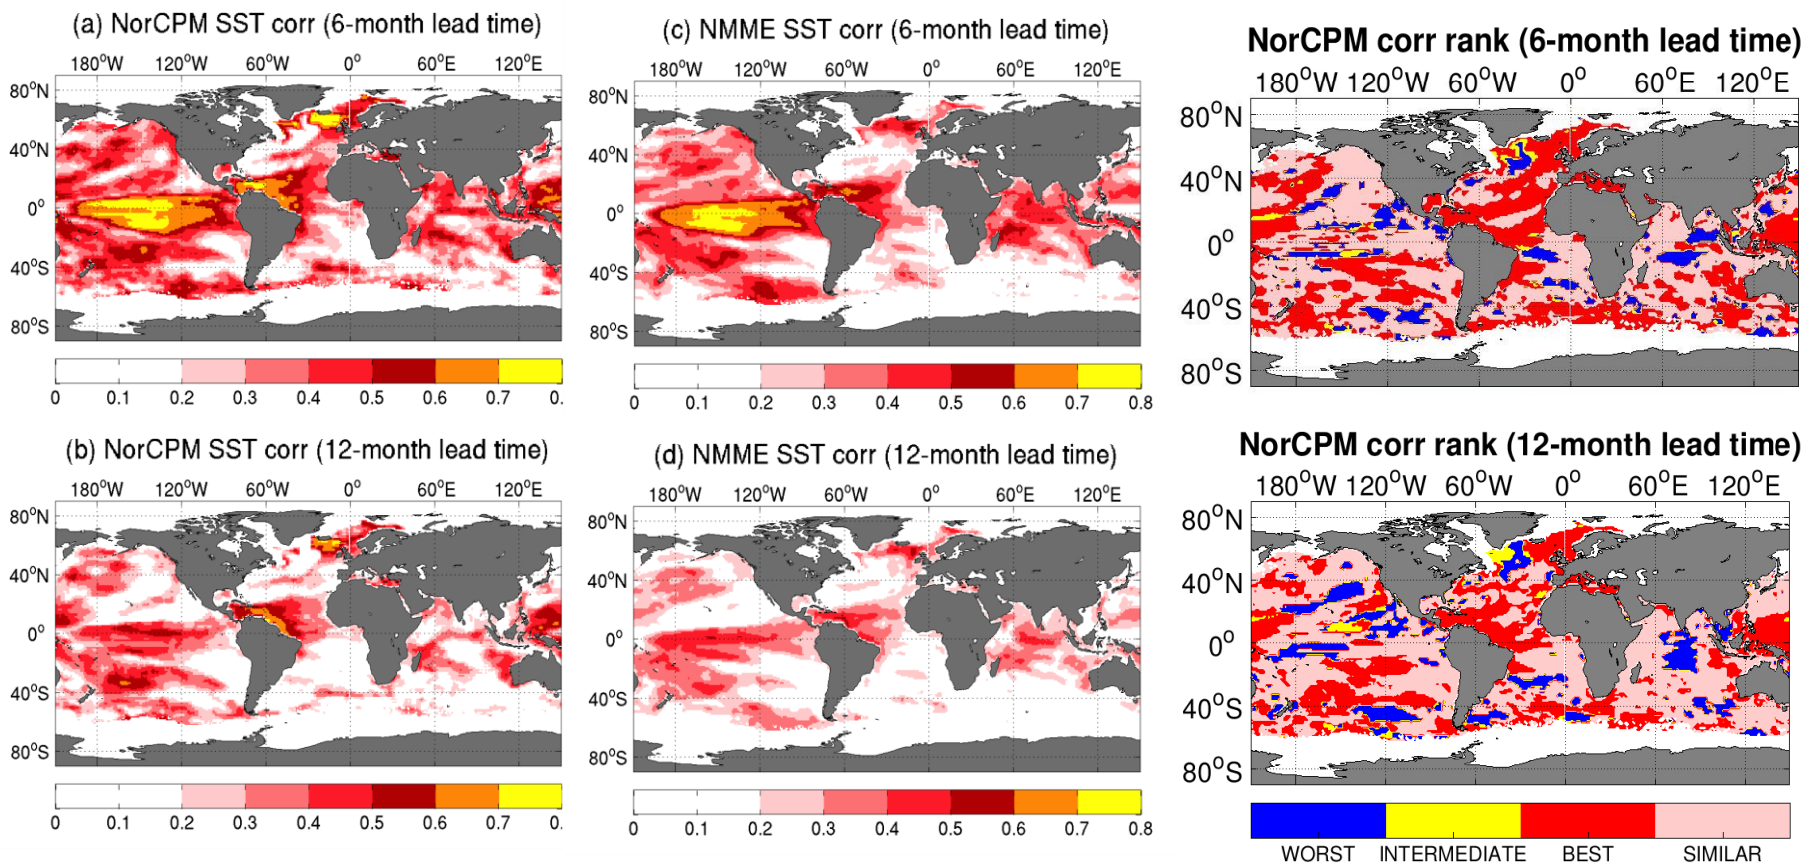 (a) NorCPM SST corr (6-month lead time)
180°W 120°W 60°W 0° 60°E 120°E
80°N
40°N
0°
40°S
80°S
0 0.1 0.2 0.3 0.4 0.5 0.6 0.7 0.
(c) NMME SST corr (6-month lead time)
180°W 120°W 60°W 0° 60°E 120°E
80°N
40°N
0°
40°S
80°S
0 0.1 0.2 0.3 0.4 0.5 0.6 0.7 0.8
NorCPM corr rank (6-month lead time)
180°W 120°W 60°W 0° 60°E 120°E
80°N
40°N
0°
40°S
80°S
(b) NorCPM SST corr (12-month lead time)
180°W 120°W 60°W 0° 60°E 120°E
80°N
40°N
0°
40°S
80°S
0 0.1 0.2 0.3 0.4 0.5 0.6 0.7 0.
(d) NMME SST corr (12-month lead time)
180°W 120°W 60°W 0° 60°E 120°E
80°N
40°N
0°
40°S
80°S
0 0.1 0.2 0.3 0.4 0.5 0.6 0.7 0.8
NorCPM corr rank (12-month lead time)
180°W 120°W 60°W 0° 60°E 120°E
80°N
40°N
0°
40°S
80°S
WORST INTERMEDIATE BEST SIMILAR